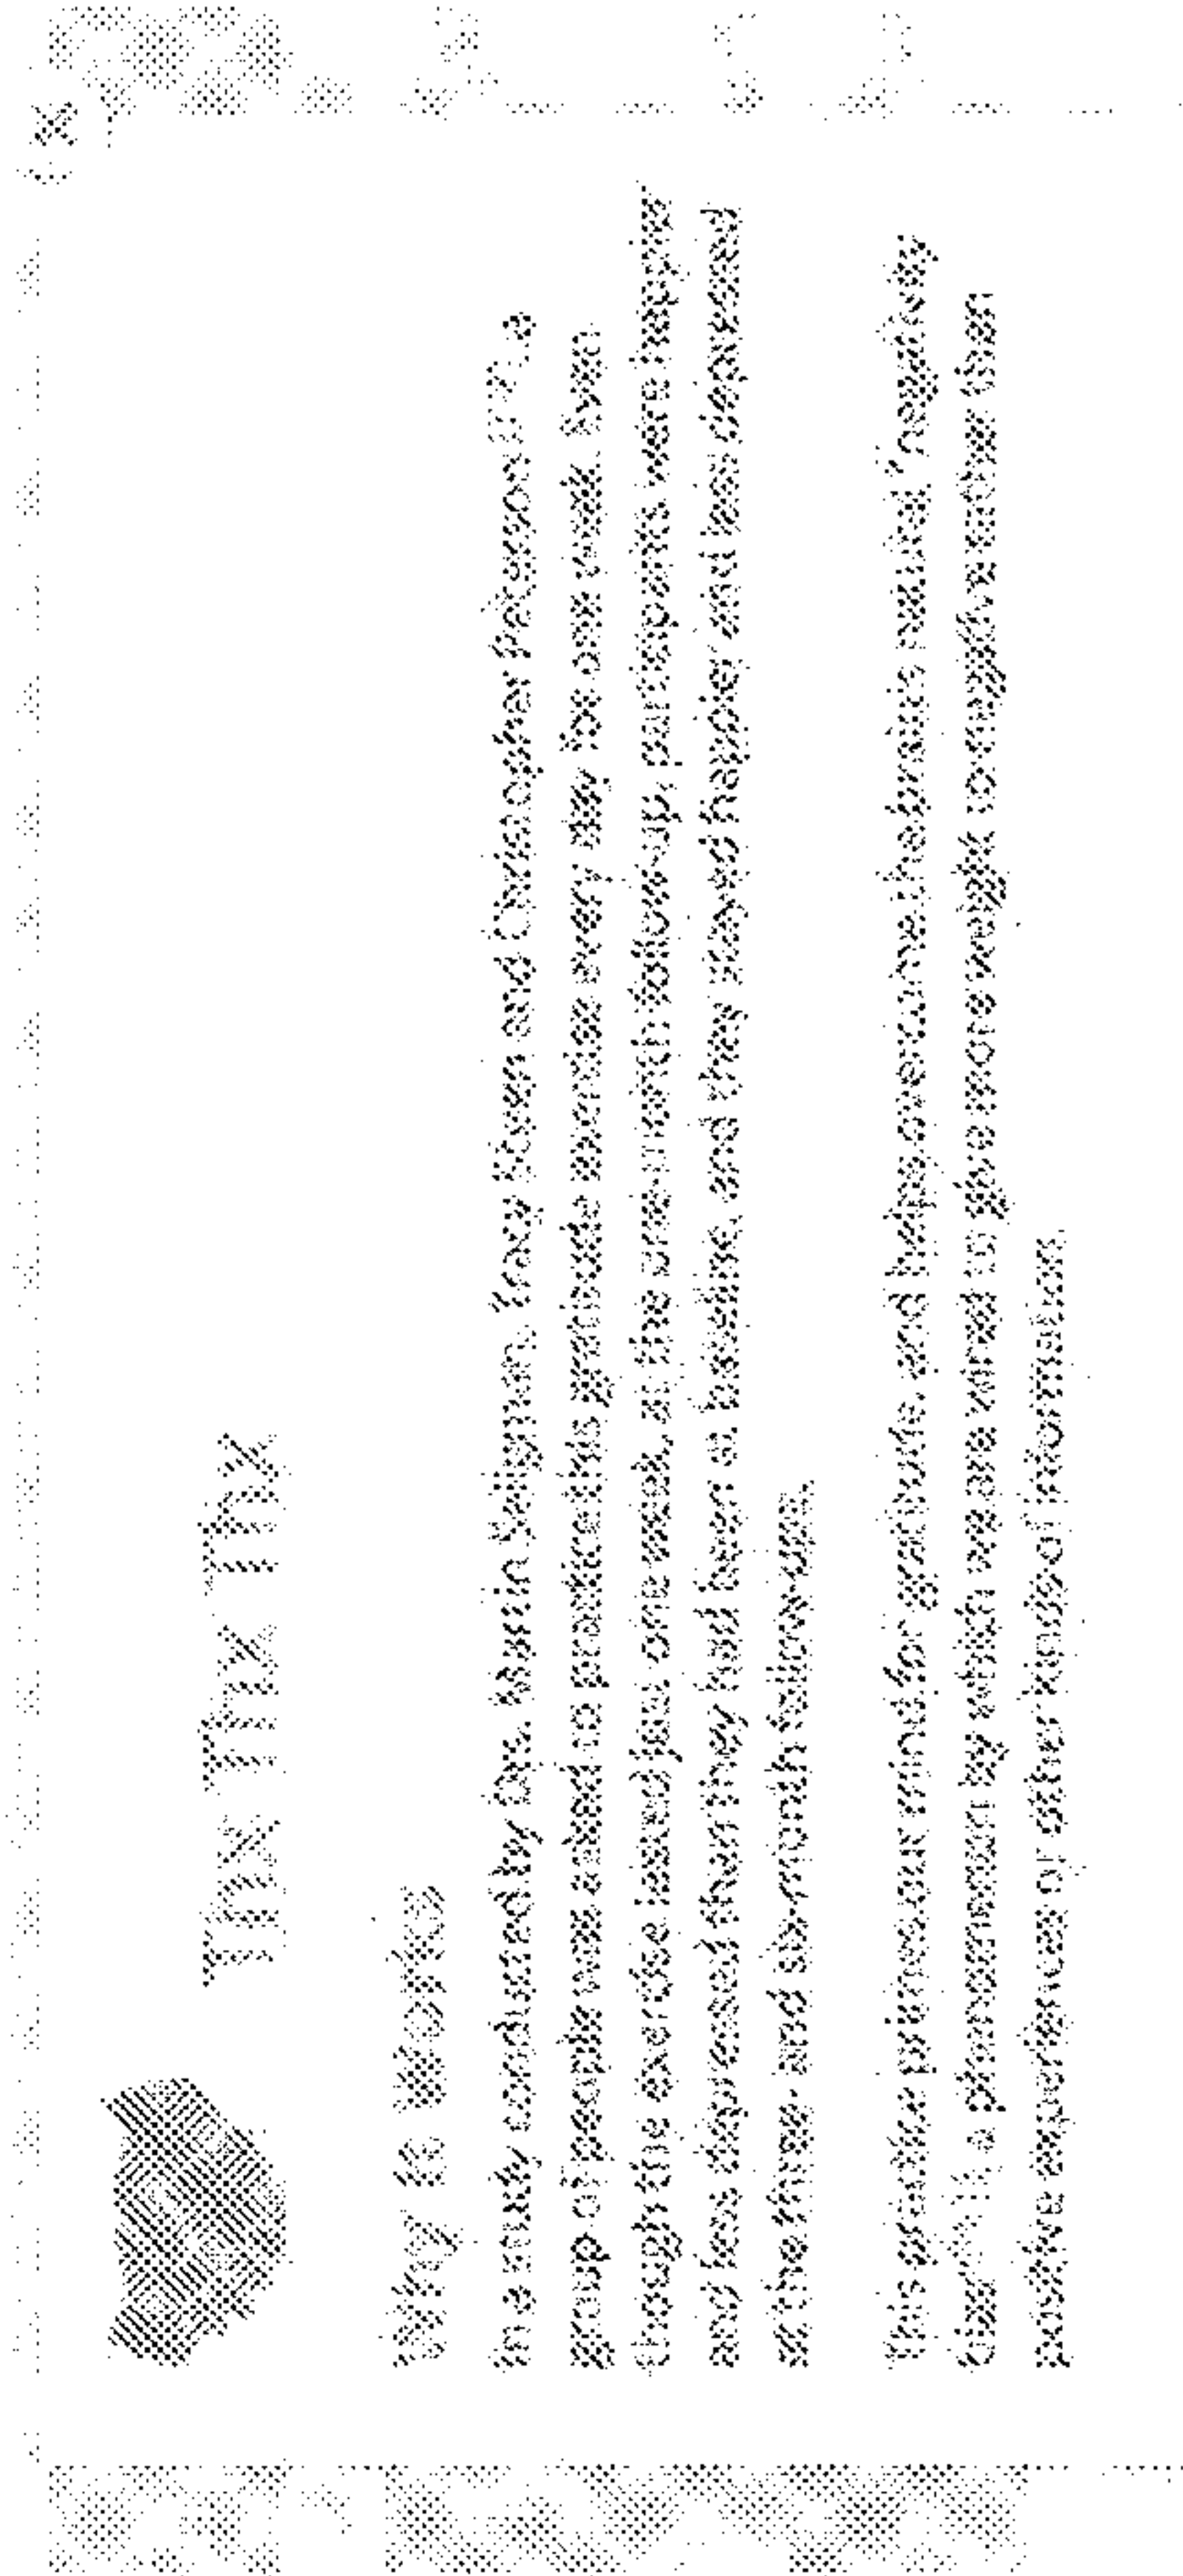 Thx Thx Thx
Why it works
In a study conducted by Drs. Martin Seligman, Tracy Steen and Christopher Peterson, a
group of people was asked to practice this gratitude exercise every day for one week. Even
though the exercise lasted just one week, at the one-month follow-up, participants were happier
and less depressed than they had been at baseline, and they stayed happier and less depressed
at the three- and six-month follow-ups.
This practice primes our mind for gratitude, and helps overcome the brain's natural "negativity
bias" a phenomenon by which we are wired to give more weight to negative rather than
positive experiences or other kinds of information.